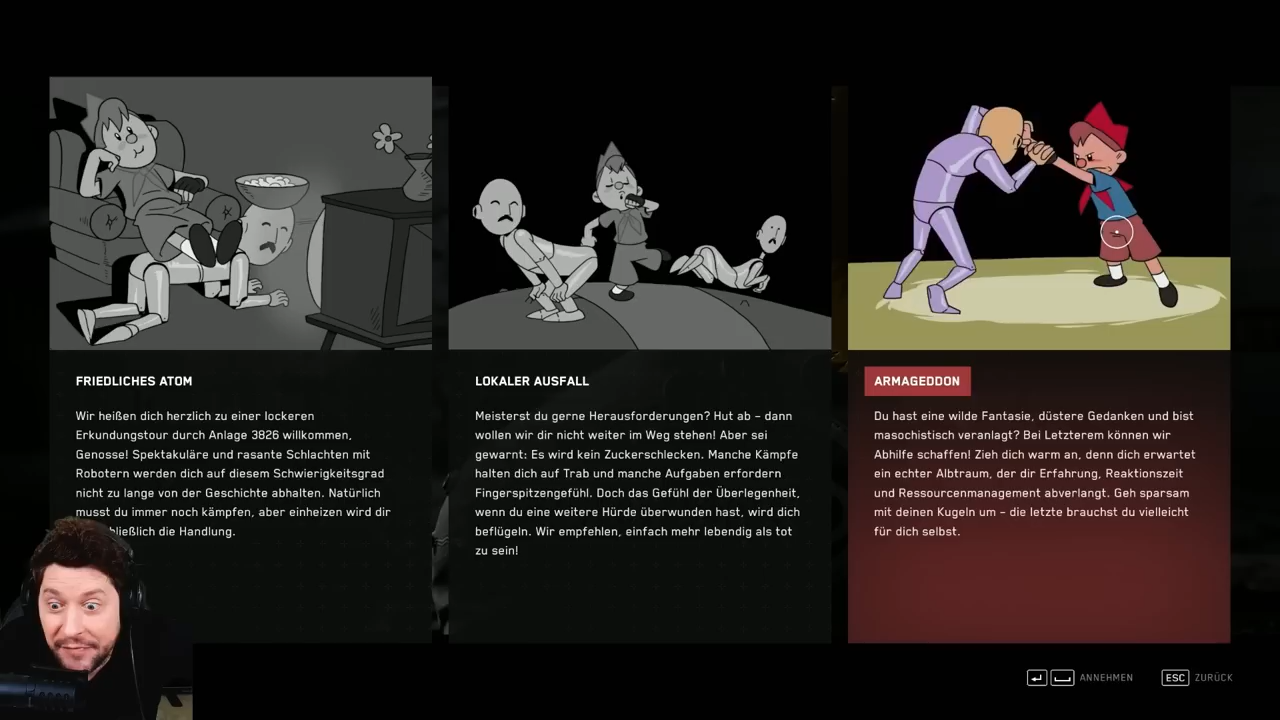 FRIEDLICHES ATOM
Wir heißen dich herzlich zu einer lockeren
Erkundungstour durch Anlage 3826 willkommen,
Genosse! Spektakuläre und rasante Schlachten mit
Robotern werden dich auf diesem Schwierigkeitsgrad
nicht zu lange von der Geschichte abhalten. Natürlich
musst du immer noch kämpfen, aber einheizen wird dir
die Handlung.
LOKALER AUSFALL
Meisterst du gerne Herausforderungen? Hut ab – dann
wollen wir dir nicht weiter im Weg stehen! Aber sei
gewarnt: Es wird kein Zuckerschlecken. Manche Kämpfe
halten dich auf Trab und manche Aufgaben erfordern
Fingerspitzengefühl. Doch das Gefühl der Überlegenheit,
wenn du eine weitere Hürde überwunden hast, wird dich
beflügeln. Wir empfehlen, einfach mehr lebendig als tot
zu sein!
ARMAGEDDON
Du hast eine wilde Fantasie, düstere Gedanken und bist
masochistisch veranlagt? Bei Letzterem können wir
Abhilfe schaffen! Zieh dich warm an, denn dich erwartet
ein echter Albtraum, der dir Erfahrung, Reaktionszeit
und Ressourcenmanagement abverlangt. Geh sparsam
mit deinen Kugeln um – die letzte brauchst du vielleicht
für dich selbst.
ANNEHMEN ESC ZURÜCK